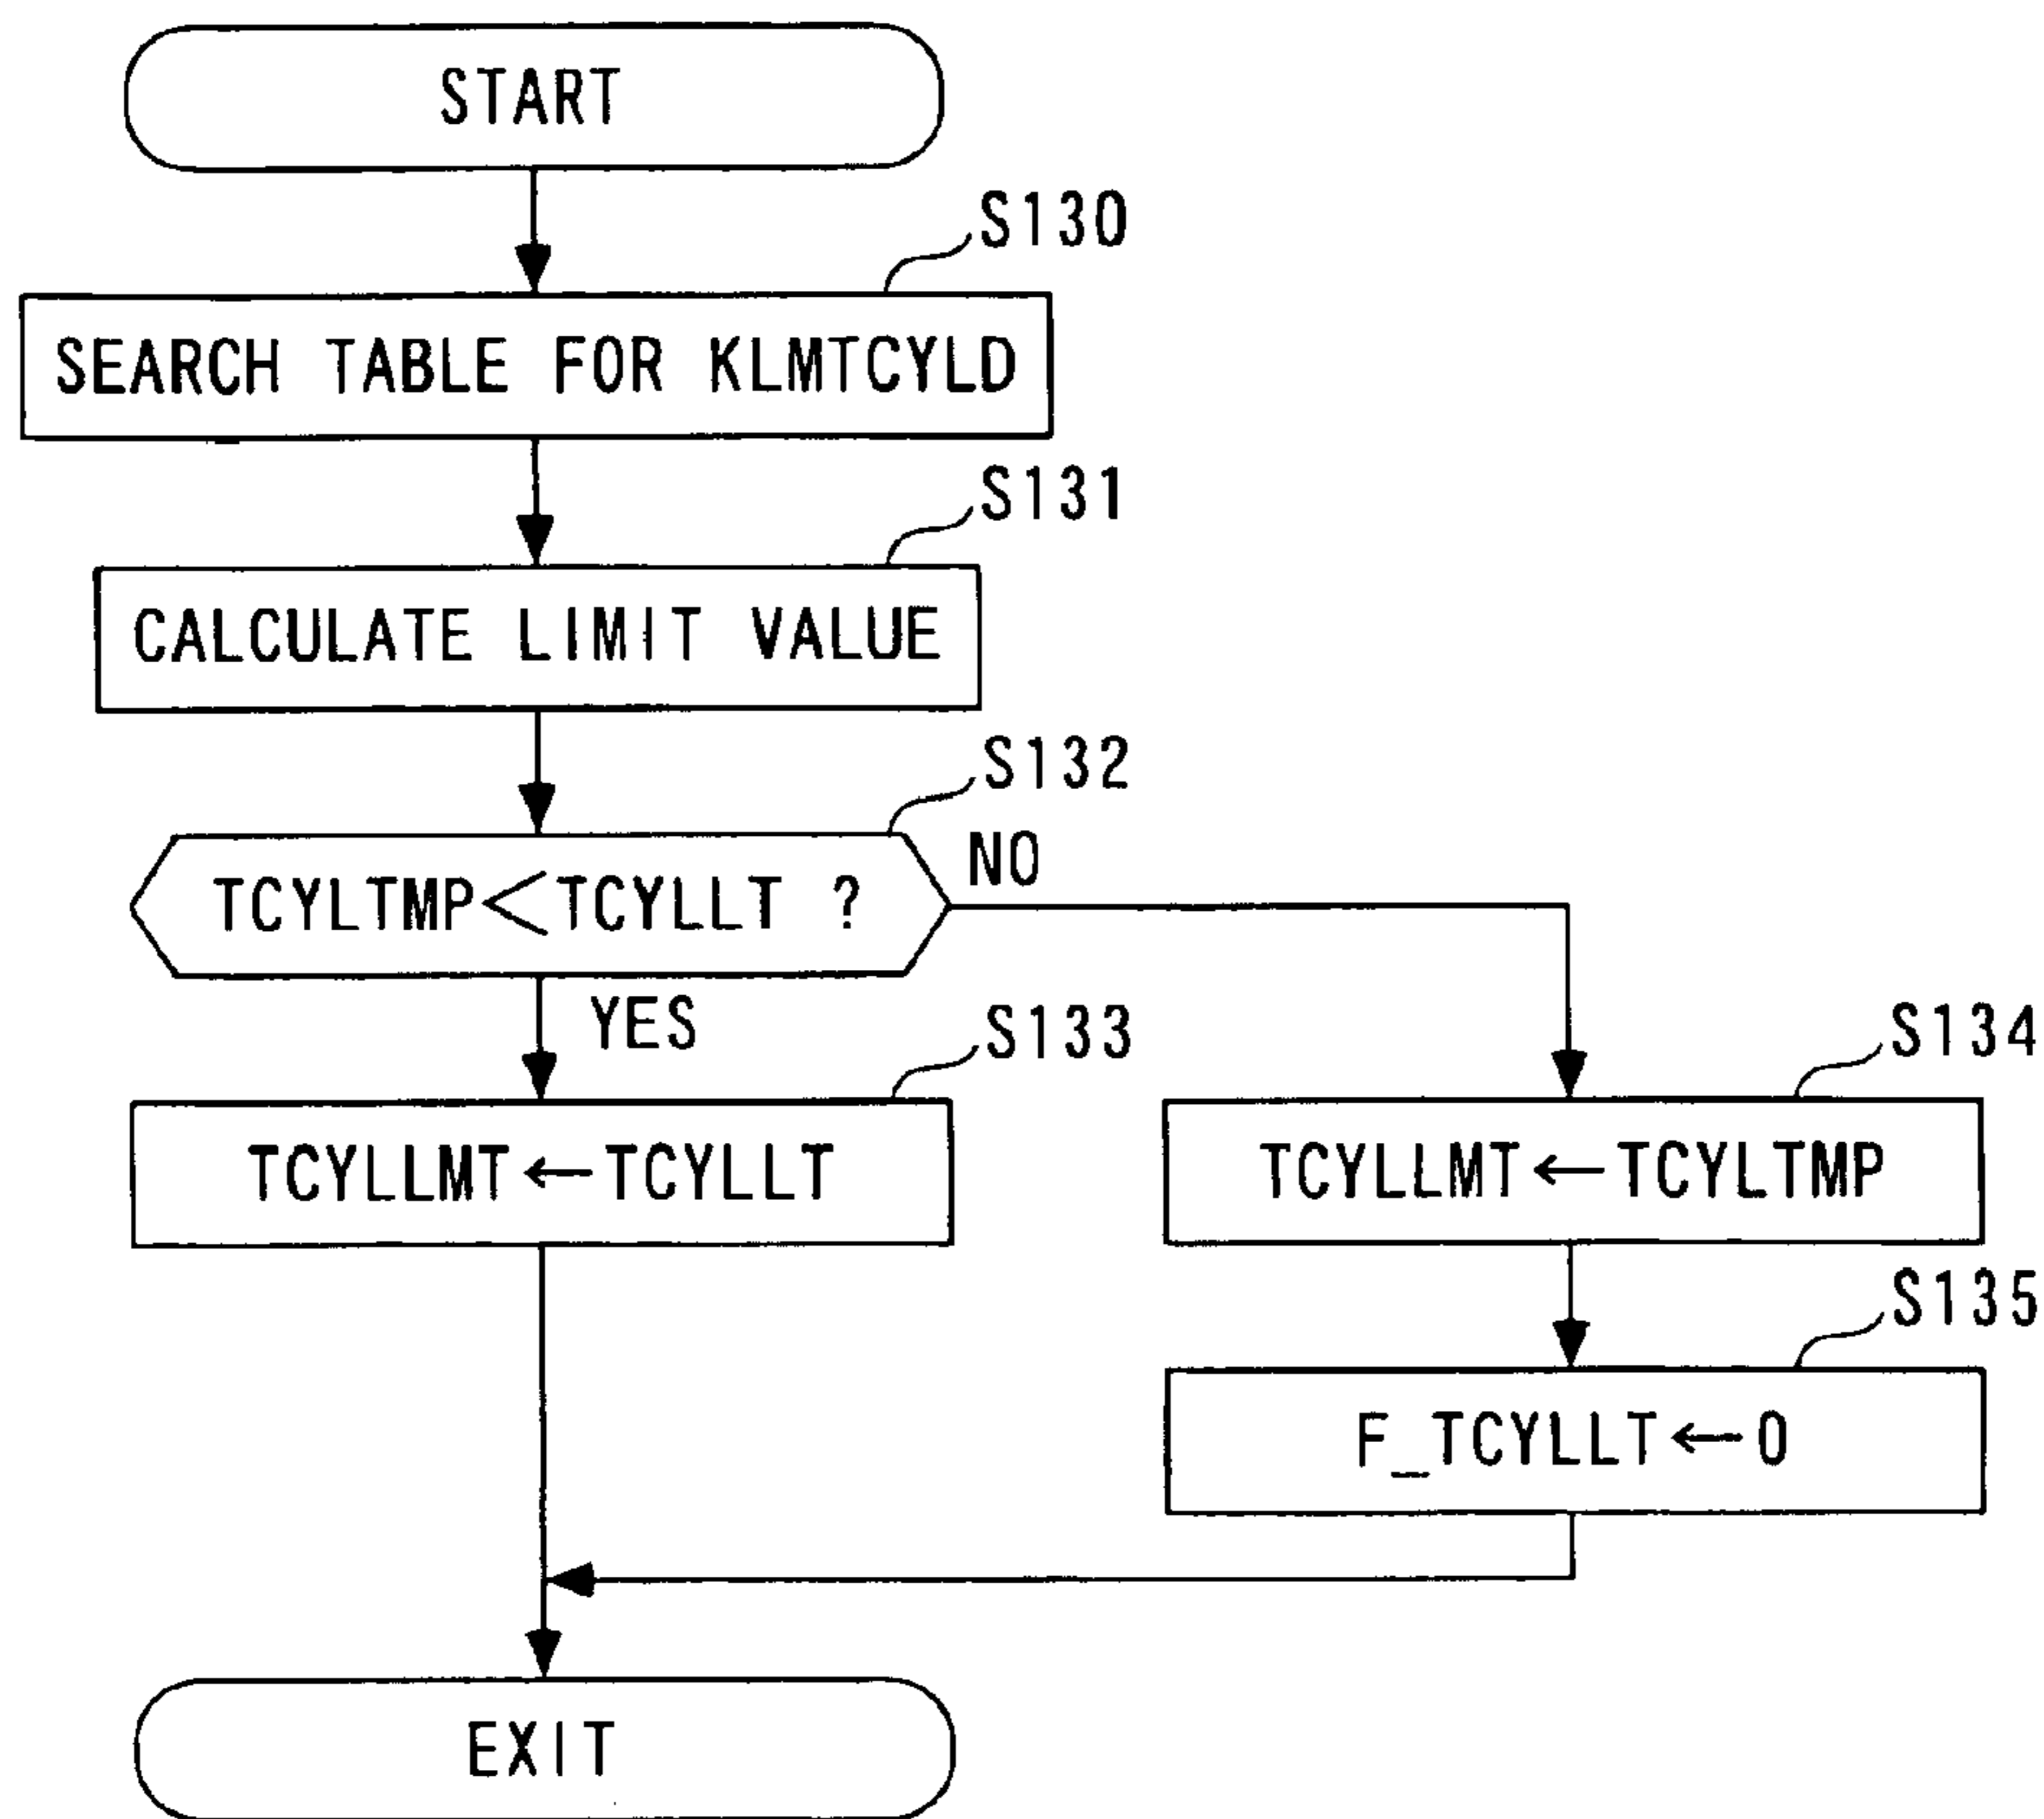 START
S130
SEARCH TABLE FOR KLMTCYLD
S131
CALCULATE LIMIT VALUE
S132
TCYLTMP<TCYLLT ?
NO
YES
S133
TCYLLMT←TCYLLT
S134
TCYLLMT←TCYLTMP
S135
F_TCYLLT←0
EXIT